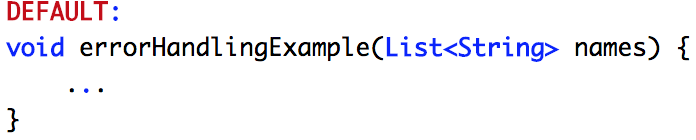 DEFAULT:
void errorHandlingExample(List<String> names) {
    ...
}